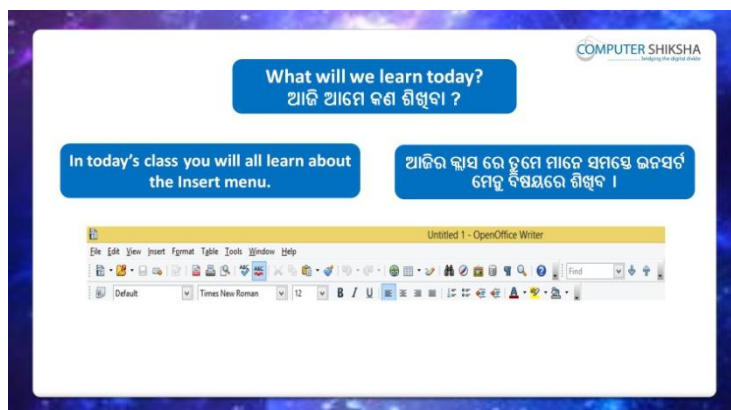 COMPUTER SHIKSHA
bridging the digital divide
What will we learn today?
ଆଜି ଆମେ କଣ ଶିଖିବା ?
In today's class you will all learn about
the Insert menu.
ଆଜିର କ୍ଲାସ ରେ ତୁମେ ମାନେ ସମସ୍ତେ ଇନସର୍ଟ
ମେନୁ ବିଷୟରେ ଶିଖିବ ।
Untitled 1 - OpenOffice Writer
File Edit View Insert Format Table Tools Window Help
Find
Default Times New Roman 12 B I U